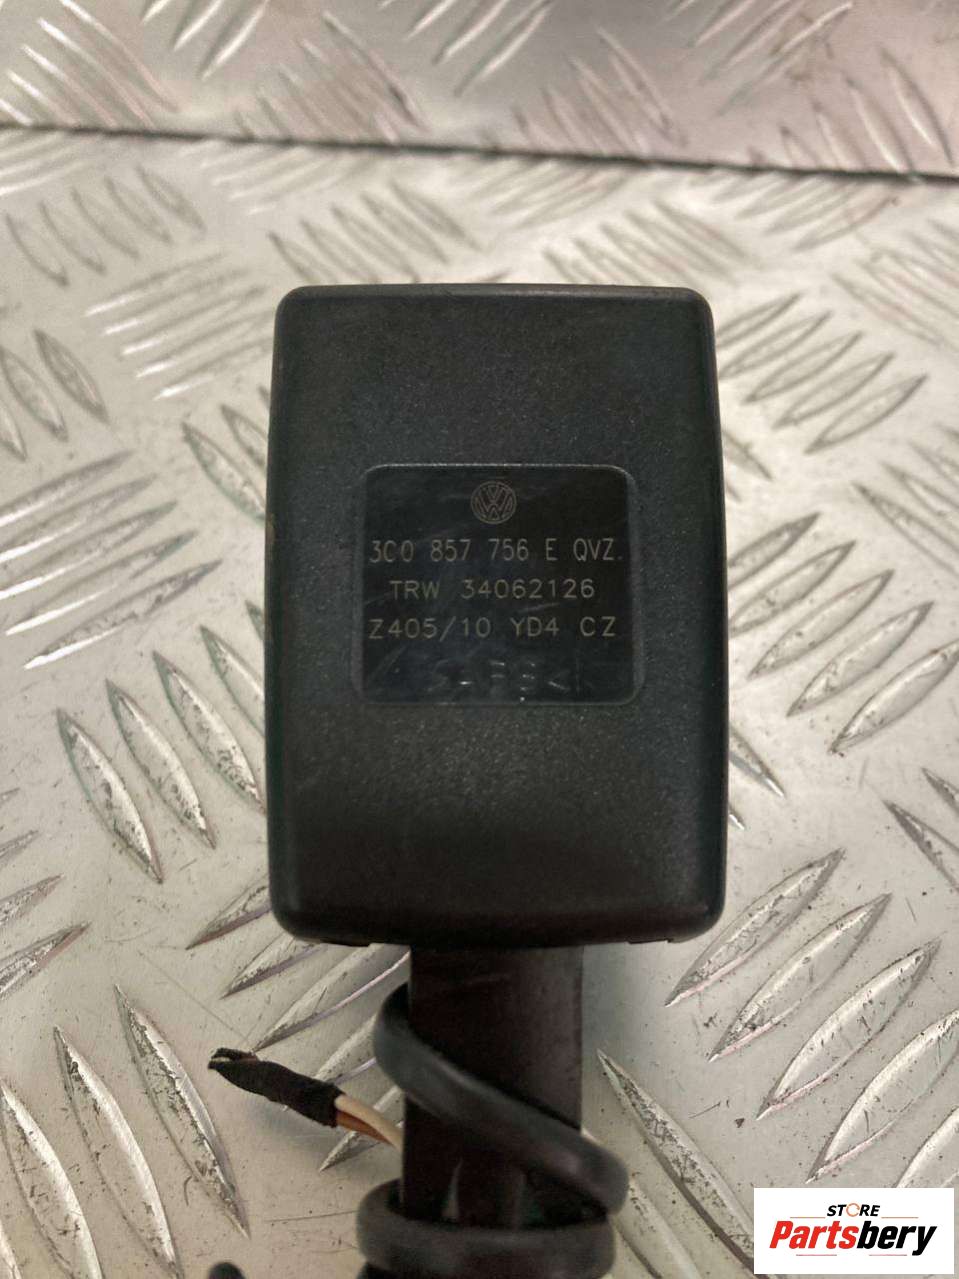 3C0 857 756 E QVZ.
TRW 34062126
Z405/10 YD4 CZ
STORE
Partsbery